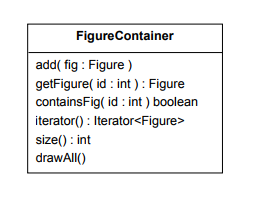 FigureContainer
add( fig : Figure )
getFigure( id : int ) : Figure
containsFig( id : int ) boolean
iterator() : Iterator<Figure>
size() : int
drawAll()